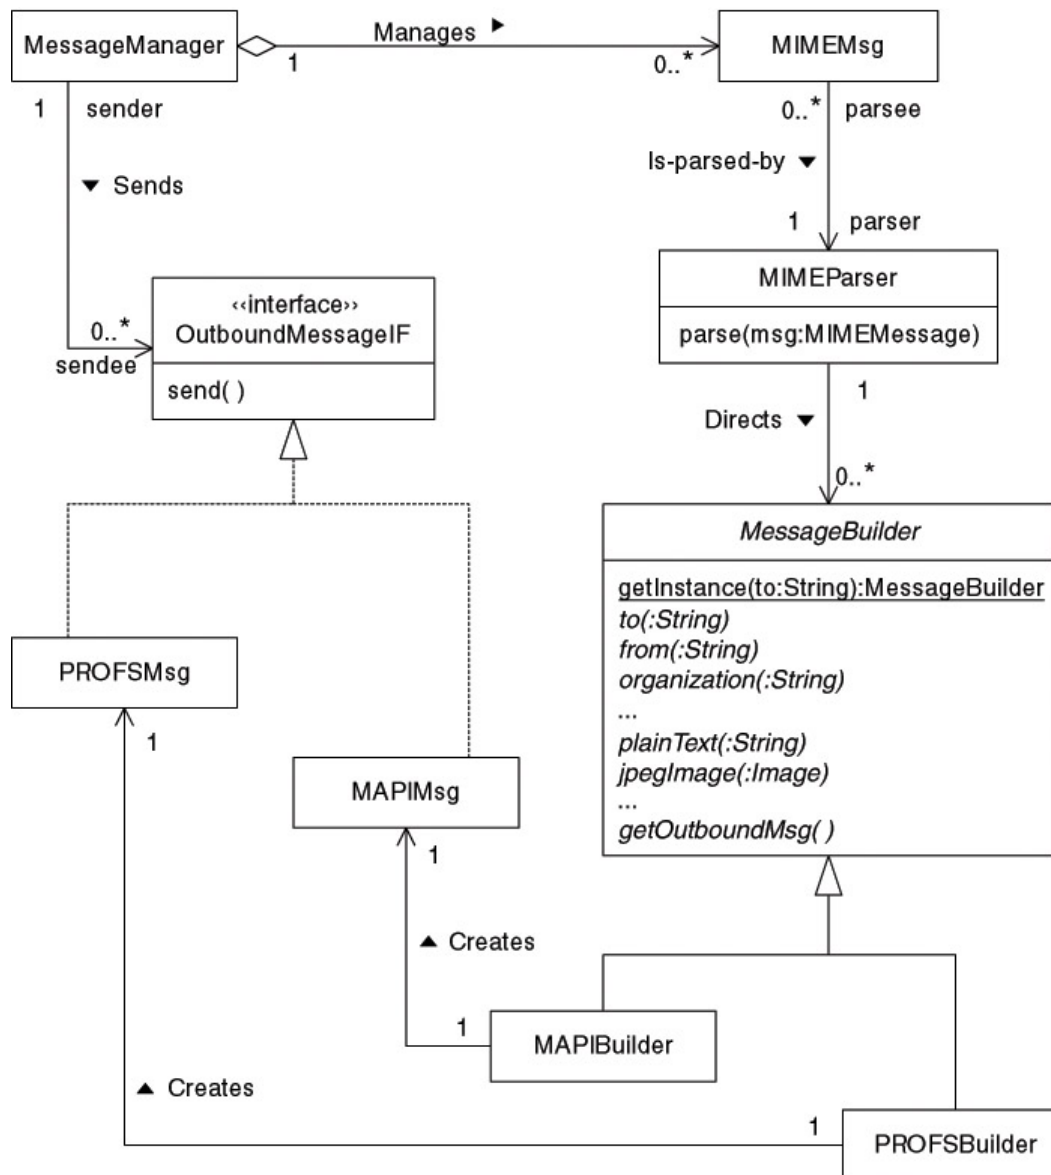 MessageManager
Manages ►
MIMEMsg
1
0..*
1 sender
0..* parsee
▼ Sends
Is-parsed-by ▼
1 parser
MIMEParser
parse(msg:MIMEMessage)
‹‹interface››
OutboundMessageIF
send( )
0..*
sendee
1
Directs ▼
0..*
MessageBuilder
getInstance(to:String):MessageBuilder
to(:String)
from(:String)
organization(:String)
...
plainText(:String)
jpegImage(:Image)
...
getOutboundMsg( )
PROFSMsg
1
MAPIMsg
1
▲ Creates
1
MAPIBuilder
▲ Creates
1
PROFSBuilder